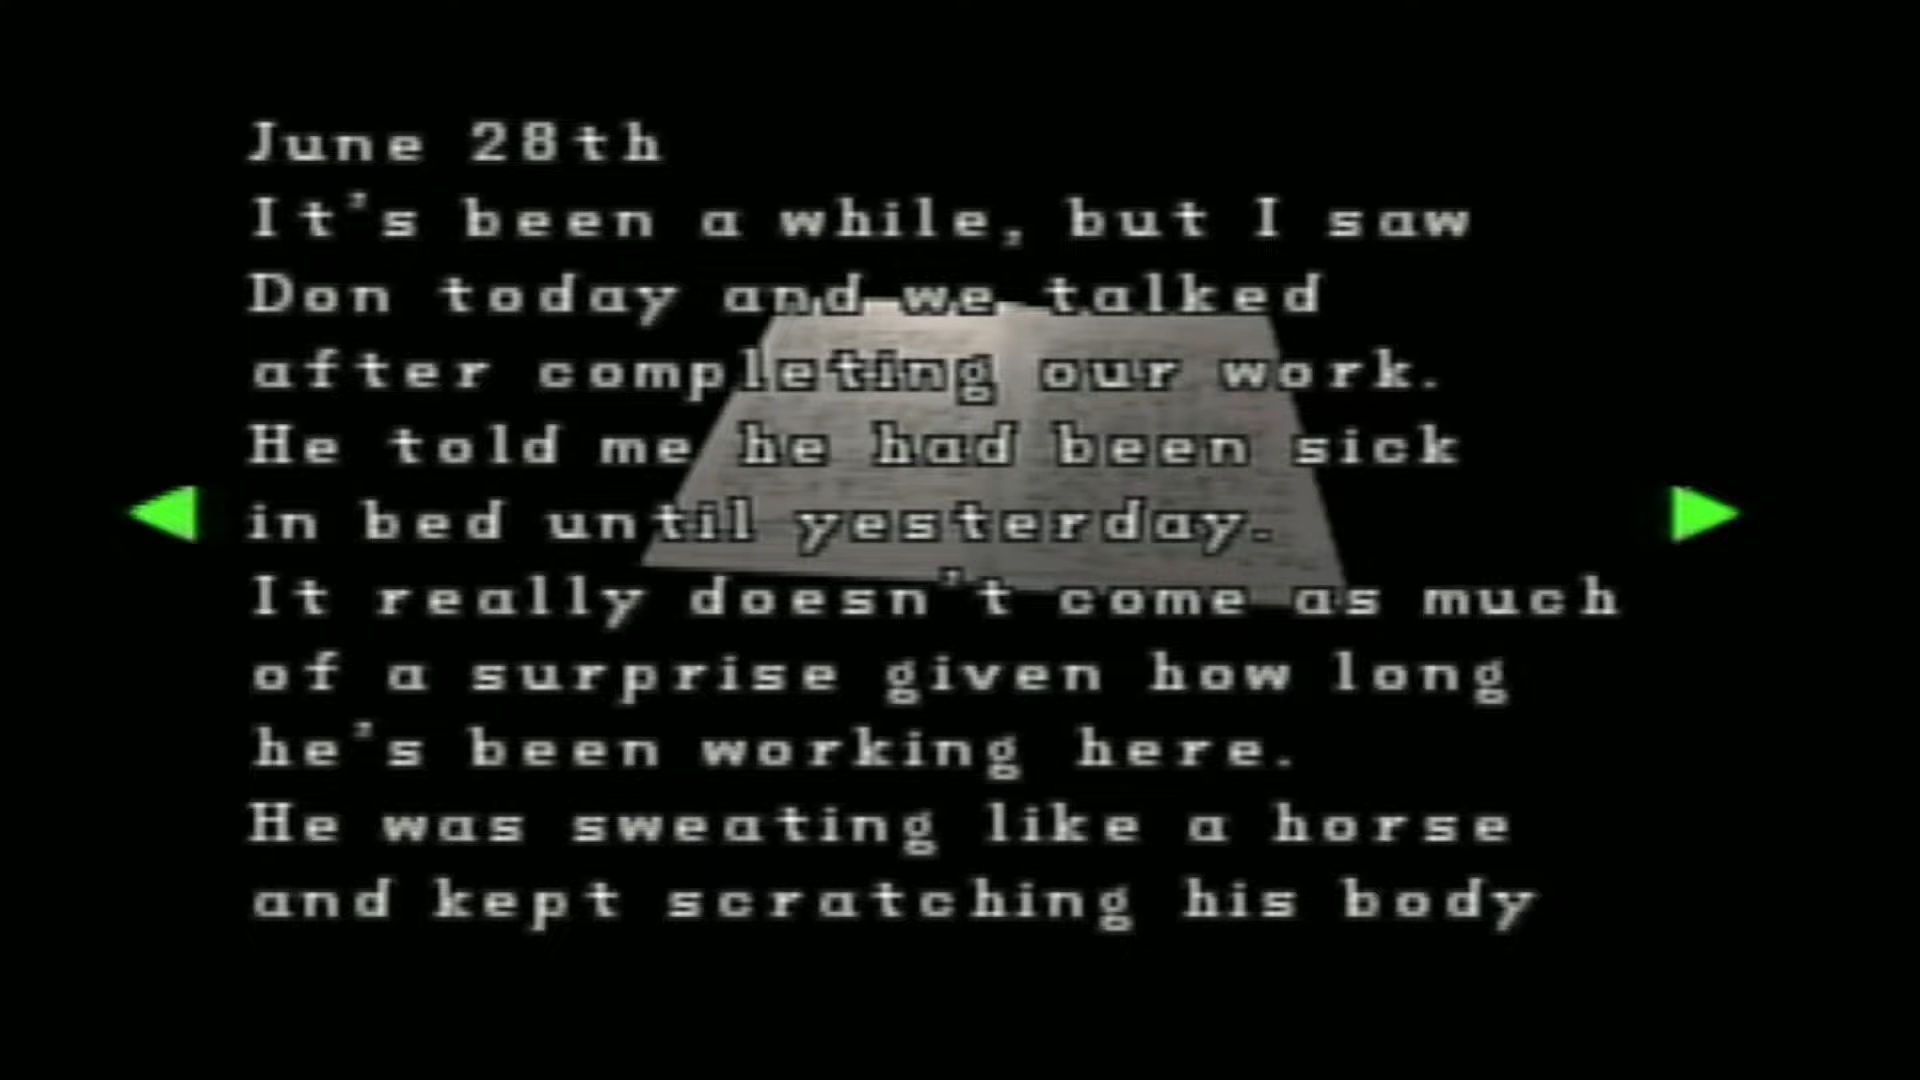 June 28th
It's been a while, but I saw
Don today and we talked
after completing our work.
He told me he had been sick
in bed until yesterday.
It really doesn't come as much
of a surprise given how long
he's been working here.
He was sweating like a horse
and kept scratching his body